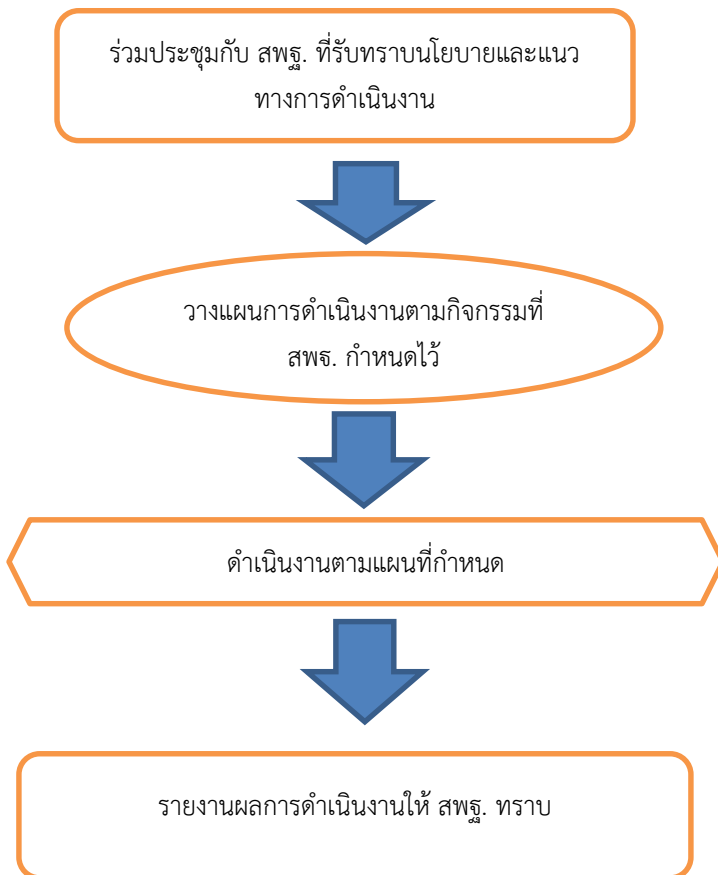 ร่วมประชุมกับ สพฐ. ที่รับทราบนโยบายและแนว
ทางการดำเนินงาน
วางแผนการดำเนินงานตามกิจกรรมที่
สพฐ. กำหนดไว้
ดำเนินงานตามแผนที่กำหนด
รายงานผลการดำเนินงานให้ สพฐ. ทราบ